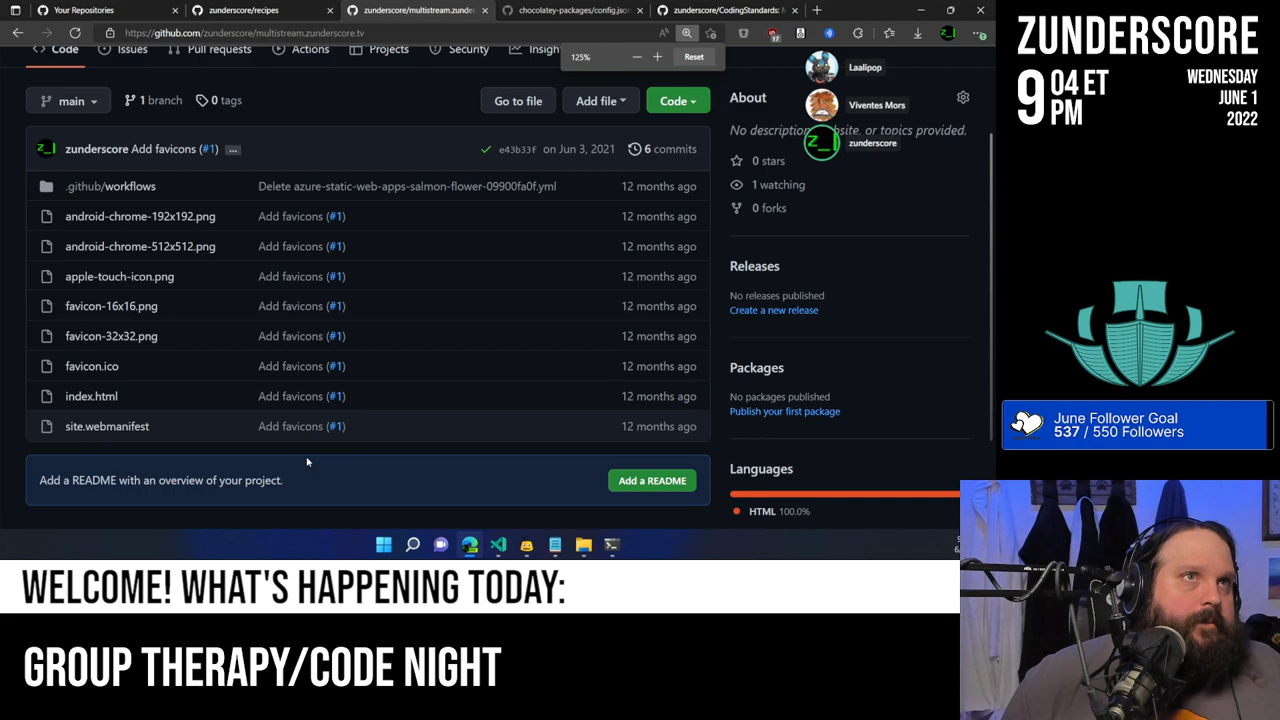 Your Repositories
zunderscore/recipes
zunderscore/multistream.zunde
chocolatey-packages/config.json
zunderscore/CodingStandards: M
https://github.com/zunderscore/multistream.zunderscore.tv
Code
Issues
Pull requests
Actions
Projects
Security
Insigh
125%
Reset
17
main
1 branch
0 tags
Go to file
Add file
Code
zunderscore Add favicons (#1) ...
e43b33f on Jun 3, 2021
6 commits
.github/workflows Delete azure-static-web-apps-salmon-flower-09900fa0f.yml 12 months ago
android-chrome-192x192.png Add favicons (#1) 12 months ago
android-chrome-512x512.png Add favicons (#1) 12 months ago
apple-touch-icon.png Add favicons (#1) 12 months ago
favicon-16x16.png Add favicons (#1) 12 months ago
favicon-32x32.png Add favicons (#1) 12 months ago
favicon.ico Add favicons (#1) 12 months ago
index.html Add favicons (#1) 12 months ago
site.webmanifest Add favicons (#1) 12 months ago
Add a README with an overview of your project.
Add a README
Laalipop
Viventes Mors
zunderscore
z_
About
No description, website, or topics provided.
0 stars
1 watching
0 forks
Releases
No releases published
Create a new release
Packages
No packages published
Publish your first package
Languages
HTML 100.0%
ZUNDERSCORE
9 04 ET
PM
WEDNESDAY
JUNE 1
2022
June Follower Goal
537 / 550 Followers
WELCOME! WHAT'S HAPPENING TODAY:
GROUP THERAPY/CODE NIGHT